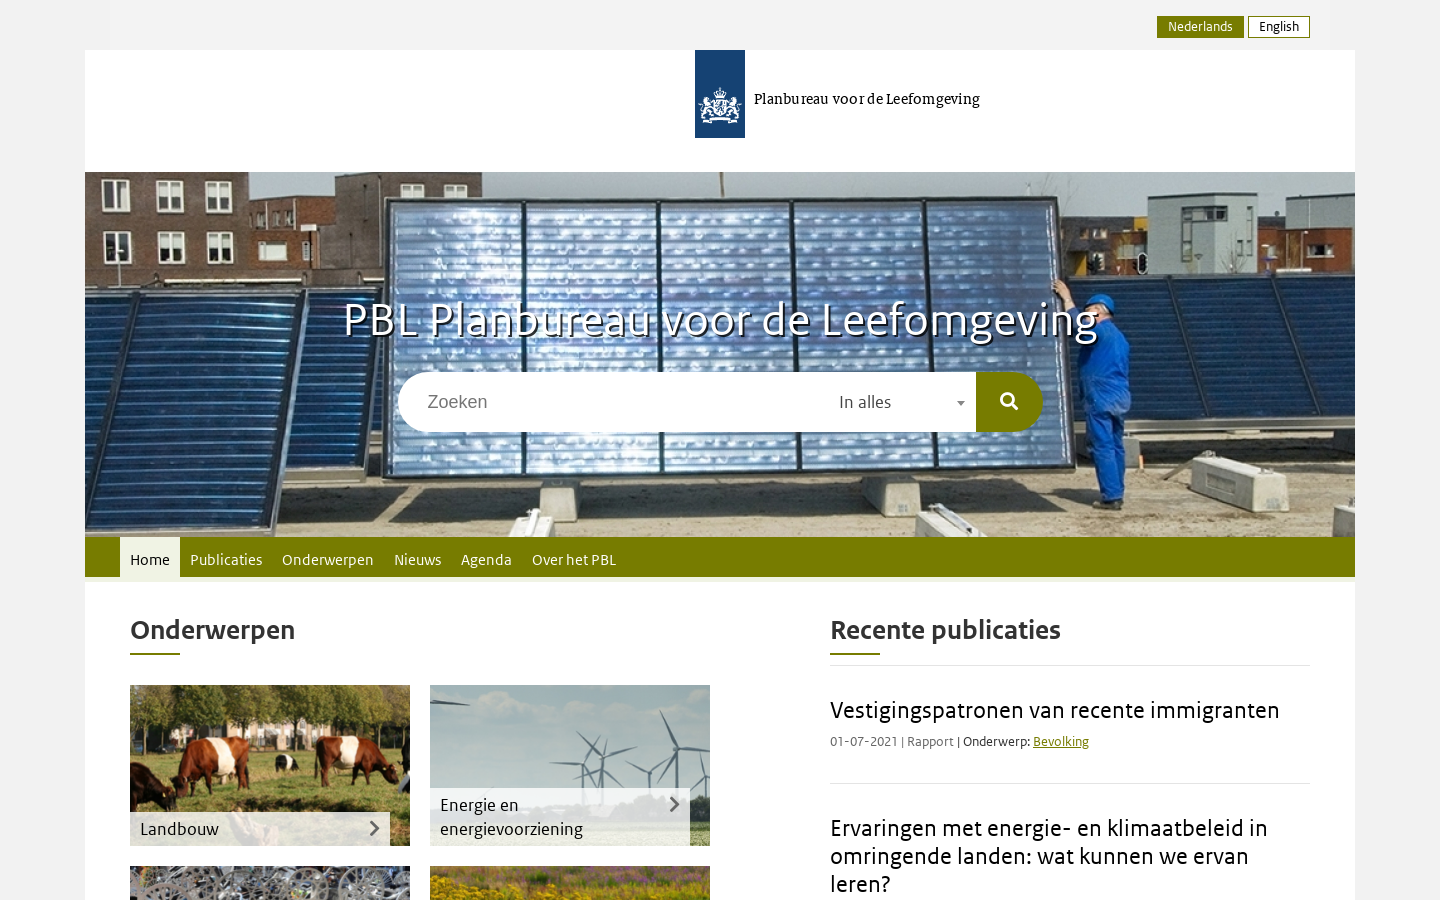 Nederlands
English
Planbureau voor de Leefomgeving
PBL Planbureau voor de Leefomgeving
Zoeken
In alles
Home
Publicaties
Onderwerpen
Nieuws
Agenda
Over het PBL
Onderwerpen
Landbouw
Energie en
energievoorziening
Recente publicaties
Vestigingspatronen van recente immigranten
01-07-2021 | Rapport | Onderwerp: Bevolking
Ervaringen met energie- en klimaatbeleid in
omringende landen: wat kunnen we ervan
leren?